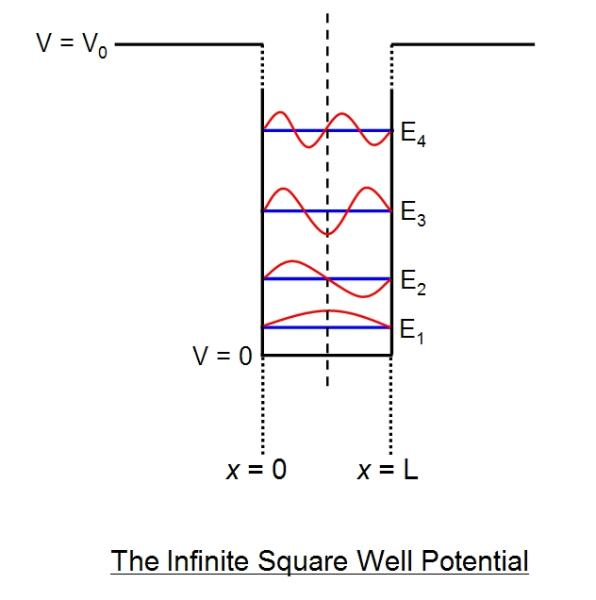 V = V₀
E₄
E₃
E₂
E₁
V = 0
x = 0 x = L
The Infinite Square Well Potential